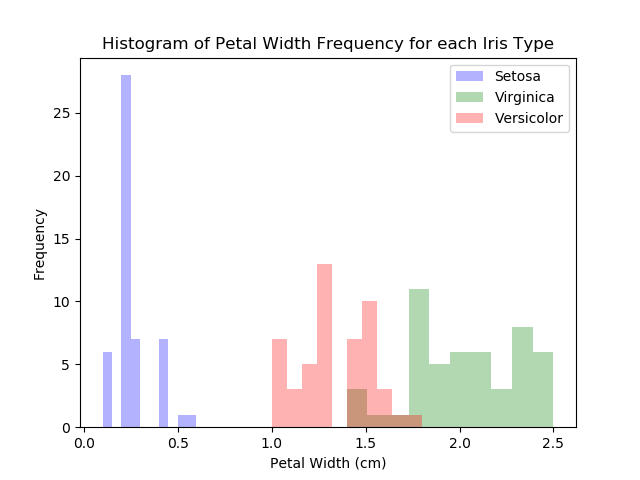 Histogram of Petal Width Frequency for each Iris Type
Setosa
Virginica
Versicolor
25
20
15
10
5
0
Frequency
0.0 0.5 1.0 1.5 2.0 2.5
Petal Width (cm)